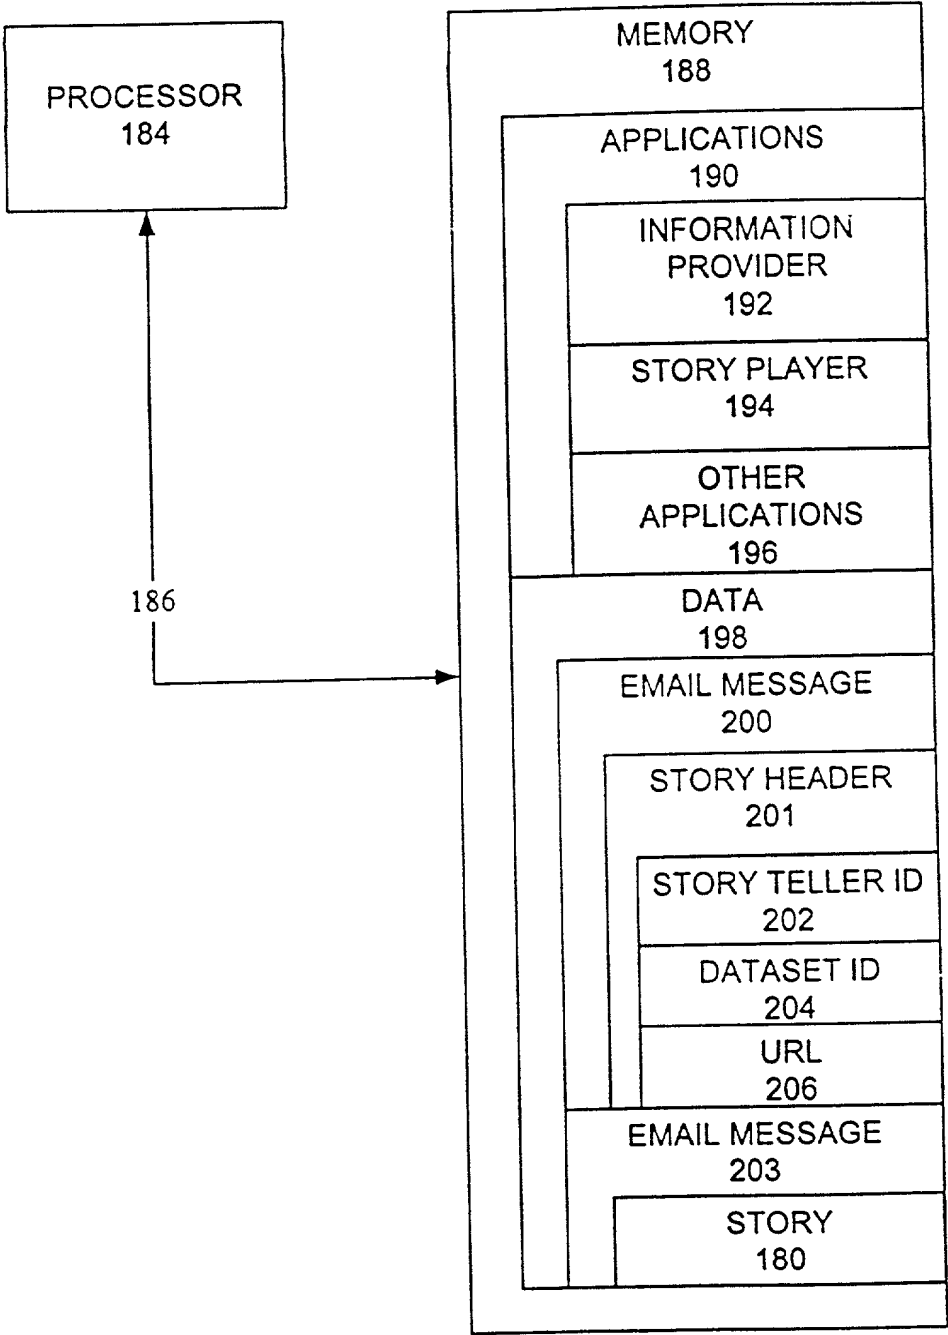 PROCESSOR
184
186
MEMORY
188
APPLICATIONS
190
INFORMATION
PROVIDER
192
STORY PLAYER
194
OTHER
APPLICATIONS
196
DATA
198
EMAIL MESSAGE
200
STORY HEADER
201
STORY TELLER ID
202
DATASET ID
204
URL
206
EMAIL MESSAGE
203
STORY
180